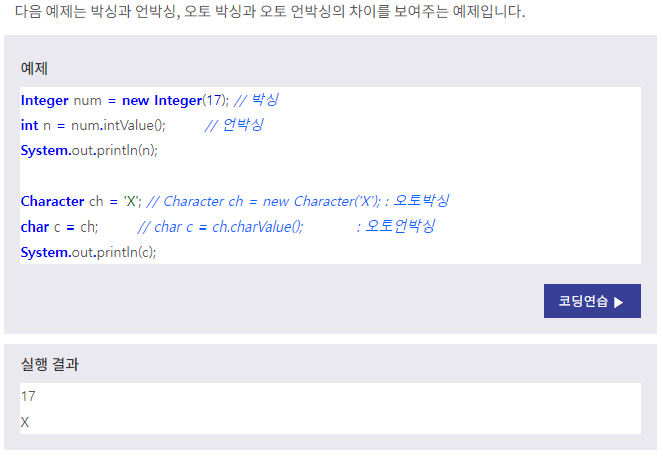 다음 예제는 박싱과 언박싱, 오토 박싱과 오토 언박싱의 차이를 보여주는 예제입니다.
예제
Integer num = new Integer(17); // 박싱
int n = num.intValue(); // 언박싱
System.out.println(n);
Character ch = 'X'; // Character ch = new Character('X'); : 오토박싱
char c = ch; // char c = ch.charValue(); : 오토언박싱
System.out.println(c);
코딩연습 ▶
실행 결과
17
X